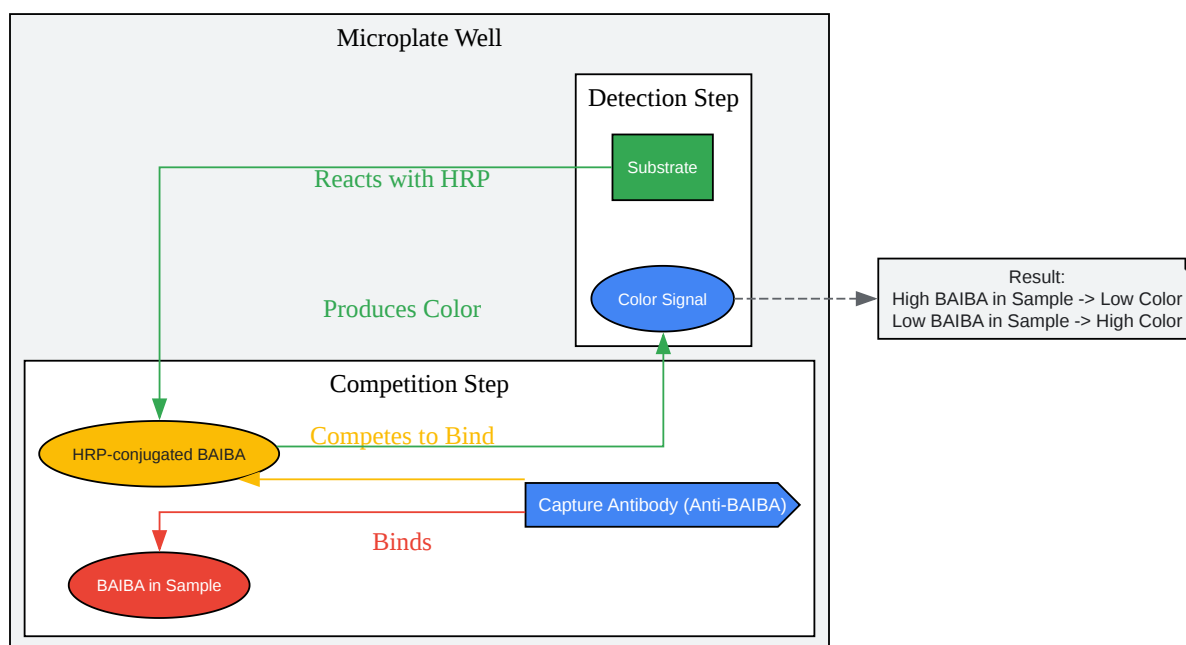 Microplate Well
Detection Step
Substrate
Reacts with HRP
Color Signal
Produces Color
Result:
High BAIBA in Sample -> Low Color
Low BAIBA in Sample -> High Color
Competition Step
Competes to Bind
HRP-conjugated BAIBA
Capture Antibody (Anti-BAIBA)
Binds
BAIBA in Sample